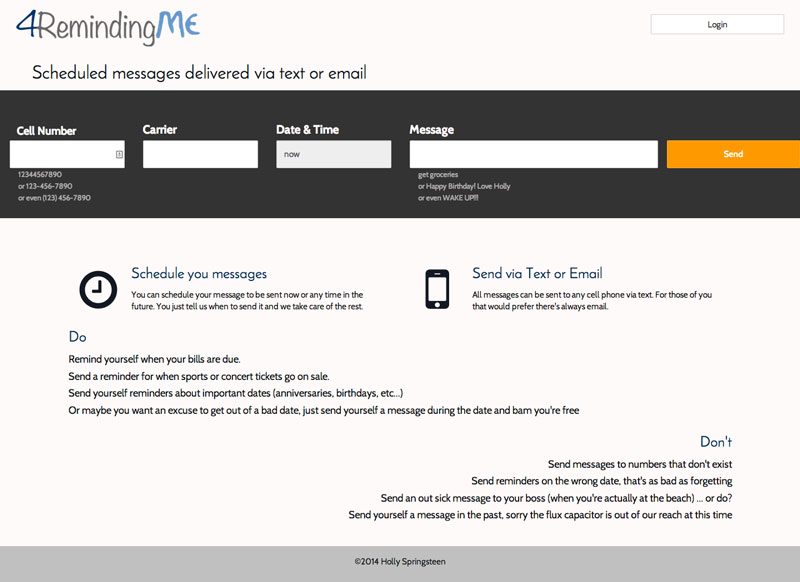 4RemindingME
Login
Scheduled messages delivered via text or email
Cell Number
Carrier
Date & Time
Message
now
Send
12344567890
or 123-456-7890
or even (123) 456-7890
get groceries
or Happy Birthday! Love Holly
or even WAKE UP!!!
Schedule you messages
You can schedule your message to be sent now or any time in the
future. You just tell us when to send it and we take care of the rest.
Send via Text or Email
All messages can be sent to any cell phone via text. For those of you
that would prefer there's always email.
Do
Remind yourself when your bills are due.
Send a reminder for when sports or concert tickets go on sale.
Send yourself reminders about important dates (anniversaries, birthdays, etc...)
Or maybe you want an excuse to get out of a bad date, just send yourself a message during the date and bam you're free
Don't
Send messages to numbers that don't exist
Send reminders on the wrong date, that's as bad as forgetting
Send an out sick message to your boss (when you're actually at the beach) ... or do?
Send yourself a message in the past, sorry the flux capacitor is out of our reach at this time
©2014 Holly Springsteen